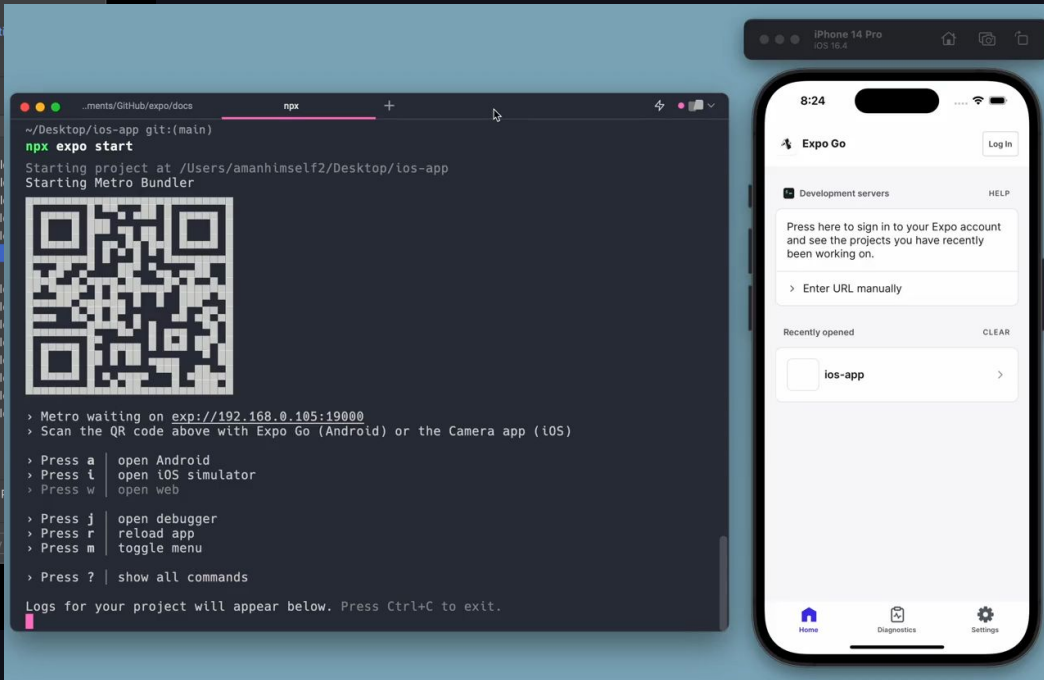 ..ments/GitHub/expo/docs
npx
~/Desktop/ios-app git:(main)
npx expo start
Starting project at /Users/amanhimself2/Desktop/ios-app
Starting Metro Bundler
› Metro waiting on exp://192.168.0.105:19000
› Scan the QR code above with Expo Go (Android) or the Camera app (iOS)
› Press a │ open Android
› Press i │ open iOS simulator
› Press w │ open web
› Press j │ open debugger
› Press r │ reload app
› Press m │ toggle menu
› Press ? │ show all commands
Logs for your project will appear below. Press Ctrl+C to exit.
iPhone 14 Pro
iOS 16.4
8:24
Expo Go
Log In
Development servers
HELP
Press here to sign in to your Expo account
and see the projects you have recently
been working on.
Enter URL manually
Recently opened
CLEAR
ios-app
Home
Diagnostics
Settings